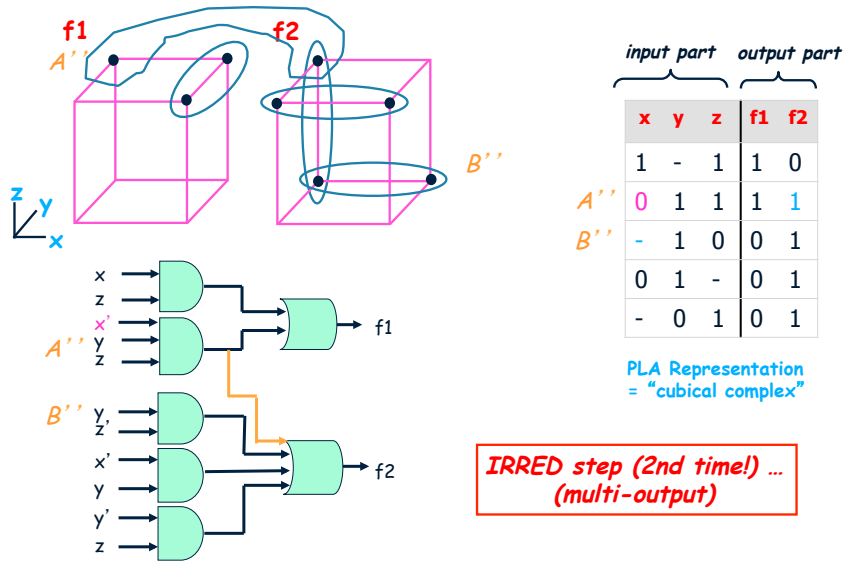 f1
f2
A’’
B’’
z
y
x
input part
output part
x y z f1 f2
1 - 1 1 0
A’’ 0 1 1 1 1
B’’ - 1 0 0 1
0 1 - 0 1
- 0 1 0 1
PLA Representation
= “cubical complex”
x
z
x’
A’’ y
z
f1
B’’ y,
z’
x’
y
y’
z
f2
IRRED step (2nd time!) …
(multi-output)